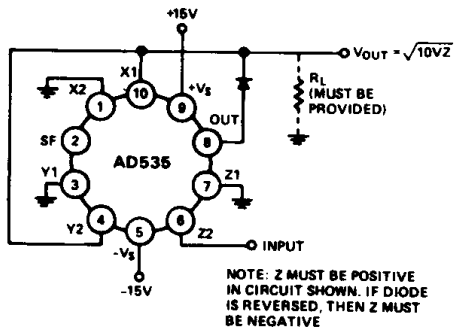 +15V
VOUT = √10VZ
X1
X2
+VS
RL
(MUST BE
PROVIDED)
OUT
1
10
9
SF
2
8
AD535
Y1
3
7
Z1
Y2
4
5
6
Z2
-VS
INPUT
-15V
NOTE: Z MUST BE POSITIVE
IN CIRCUIT SHOWN. IF DIODE
IS REVERSED, THEN Z MUST
BE NEGATIVE